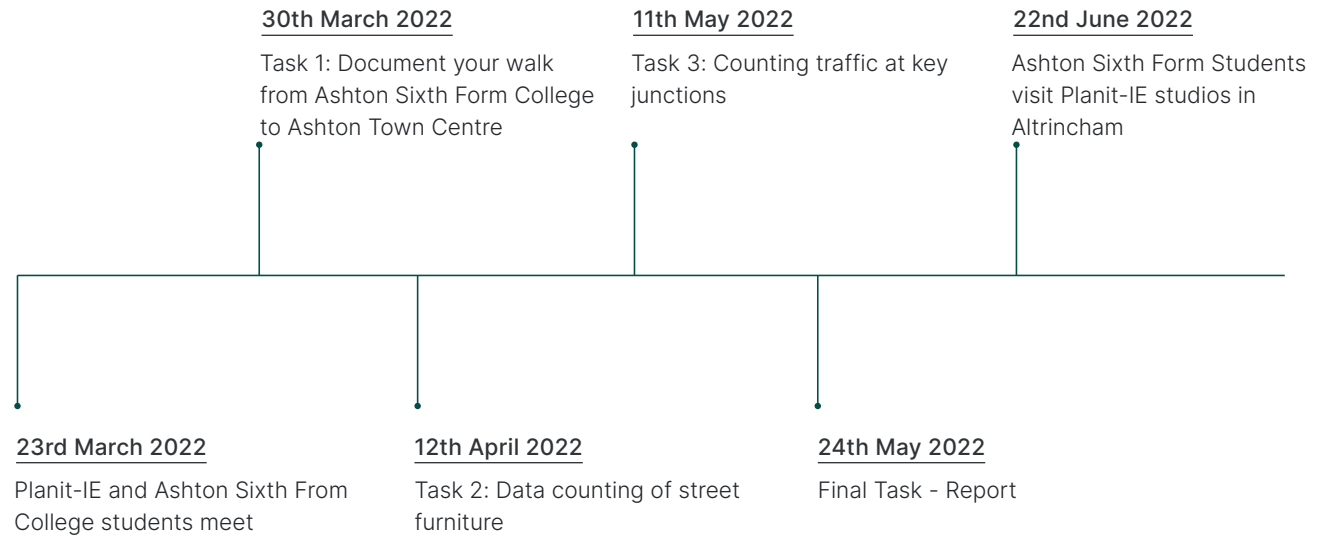 30th March 2022
Task 1: Document your walk
from Ashton Sixth Form College
to Ashton Town Centre
11th May 2022
Task 3: Counting traffic at key
junctions
22nd June 2022
Ashton Sixth Form Students
visit Planit-IE studios in
Altrincham
23rd March 2022
Planit-IE and Ashton Sixth From
College students meet
12th April 2022
Task 2: Data counting of street
furniture
24th May 2022
Final Task - Report